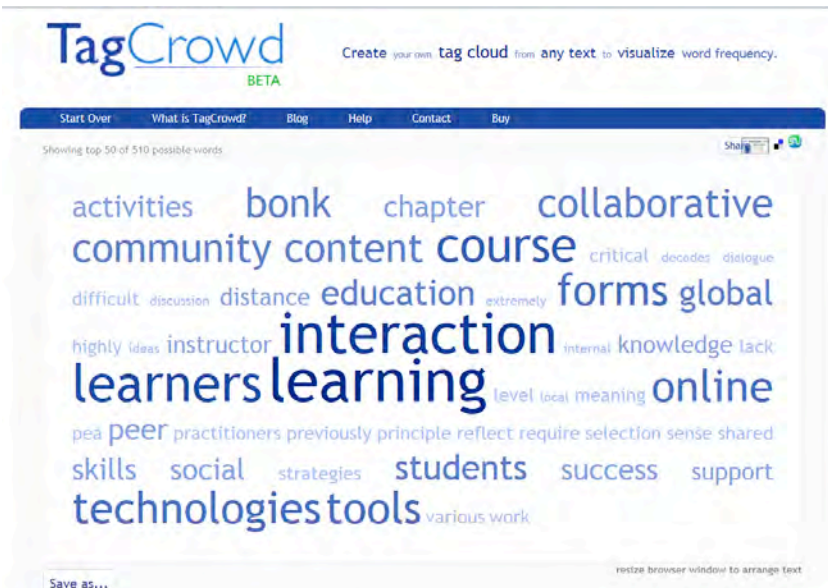 TagCrowd
BETA
Create your own tag cloud from any text to visualize word frequency.
Start Over What is TagCrowd? Blog Help Contact Buy
Showing top 50 of 510 possible words
activities bonk chapter collaborative
community content course critical decades dialogue
difficult discussion distance education extremely forms global
highly ideas instructor interaction internal knowledge lack
learners learning level local meaning online
pea peer practitioners previously principle reflect require selection sense shared
skills social strategies students success support
technologies tools various work
resize browser window to arrange text
Save as...